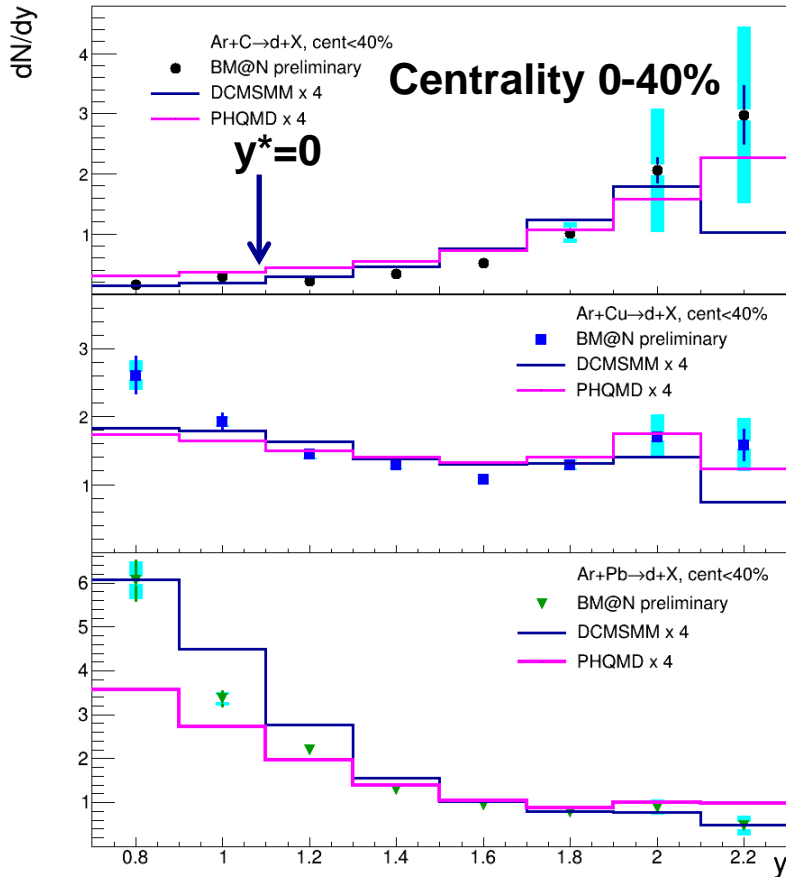 dN/dy
4
3
2
1
Ar+C→d+X, cent<40%
BM@N preliminary
DCMSMM x 4
PHQMD x 4
Centrality 0-40%
y*=0
3
2
1
Ar+Cu→d+X, cent<40%
BM@N preliminary
DCMSMM x 4
PHQMD x 4
6
5
4
3
2
1
Ar+Pb→d+X, cent<40%
BM@N preliminary
DCMSMM x 4
PHQMD x 4
0.8 1 1.2 1.4 1.6 1.8 2 2.2
y